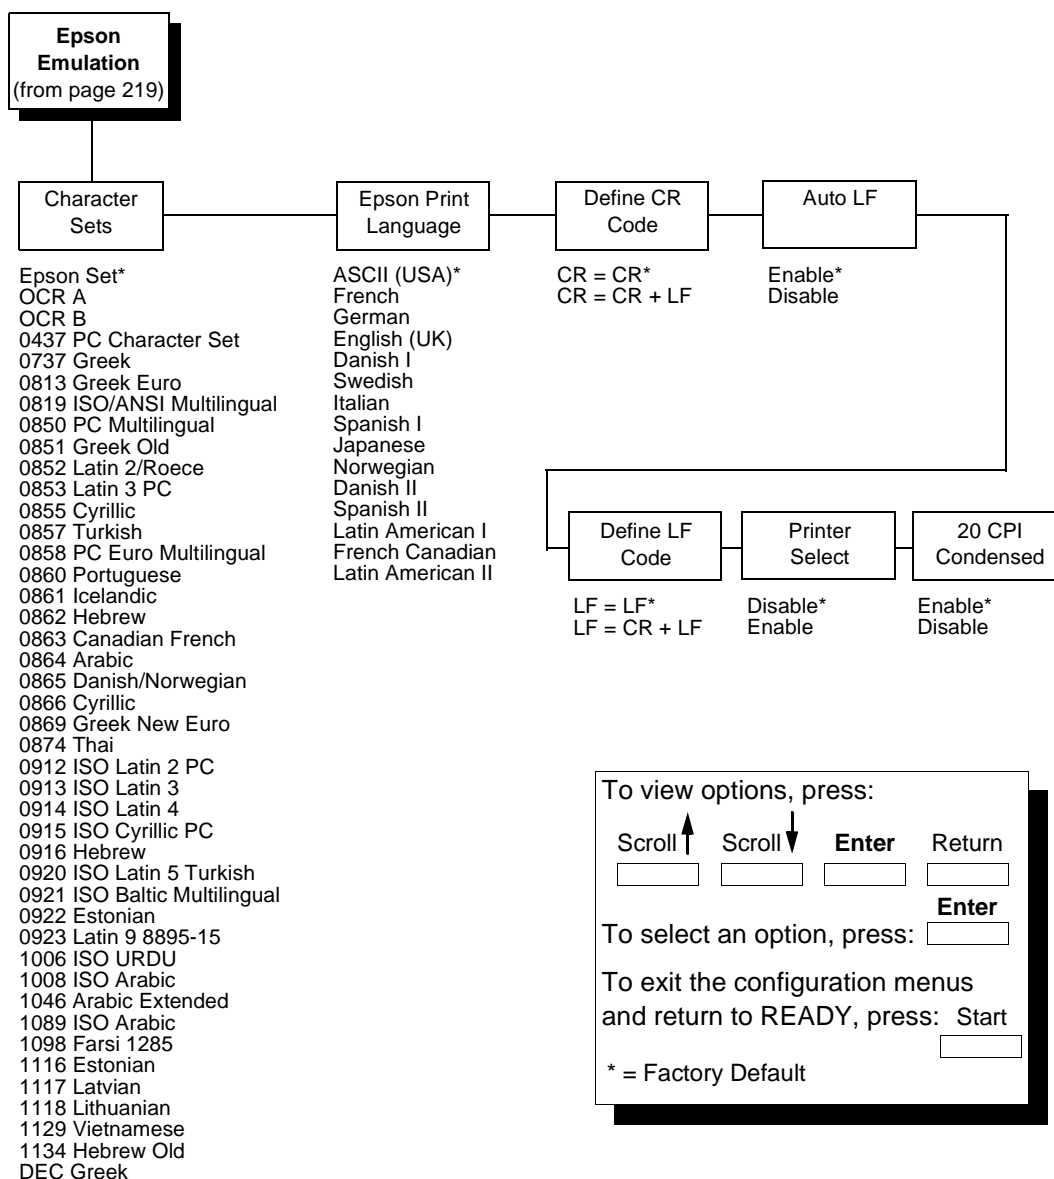 Epson
Emulation
(from page 219)
Character
Sets
Epson Set*
OCR A
OCR B
0437 PC Character Set
0737 Greek
0813 Greek Euro
0819 ISO/ANSI Multilingual
0850 PC Multilingual
0851 Greek Old
0852 Latin 2/Roece
0853 Latin 3 PC
0855 Cyrillic
0857 Turkish
0858 PC Euro Multilingual
0860 Portuguese
0861 Icelandic
0862 Hebrew
0863 Canadian French
0864 Arabic
0865 Danish/Norwegian
0866 Cyrillic
0869 Greek New Euro
0874 Thai
0912 ISO Latin 2 PC
0913 ISO Latin 3
0914 ISO Latin 4
0915 ISO Cyrillic PC
0916 Hebrew
0920 ISO Latin 5 Turkish
0921 ISO Baltic Multilingual
0922 Estonian
0923 Latin 9 8895-15
1006 ISO URDU
1008 ISO Arabic
1046 Arabic Extended
1089 ISO Arabic
1098 Farsi 1285
1116 Estonian
1117 Latvian
1118 Lithuanian
1129 Vietnamese
1134 Hebrew Old
DEC Greek
Epson Print
Language
ASCII (USA)*
French
German
English (UK)
Danish I
Swedish
Italian
Spanish I
Japanese
Norwegian
Danish II
Spanish II
Latin American I
French Canadian
Latin American II
Define CR
Code
CR = CR*
CR = CR + LF
Auto LF
Enable*
Disable
Define LF
Code
LF = LF*
LF = CR + LF
Printer
Select
Disable*
Enable
20 CPI
Condensed
Enable*
Disable
To view options, press:
Scroll Scroll Enter Return
Enter
To select an option, press:
To exit the configuration menus
and return to READY, press: Start
* = Factory Default